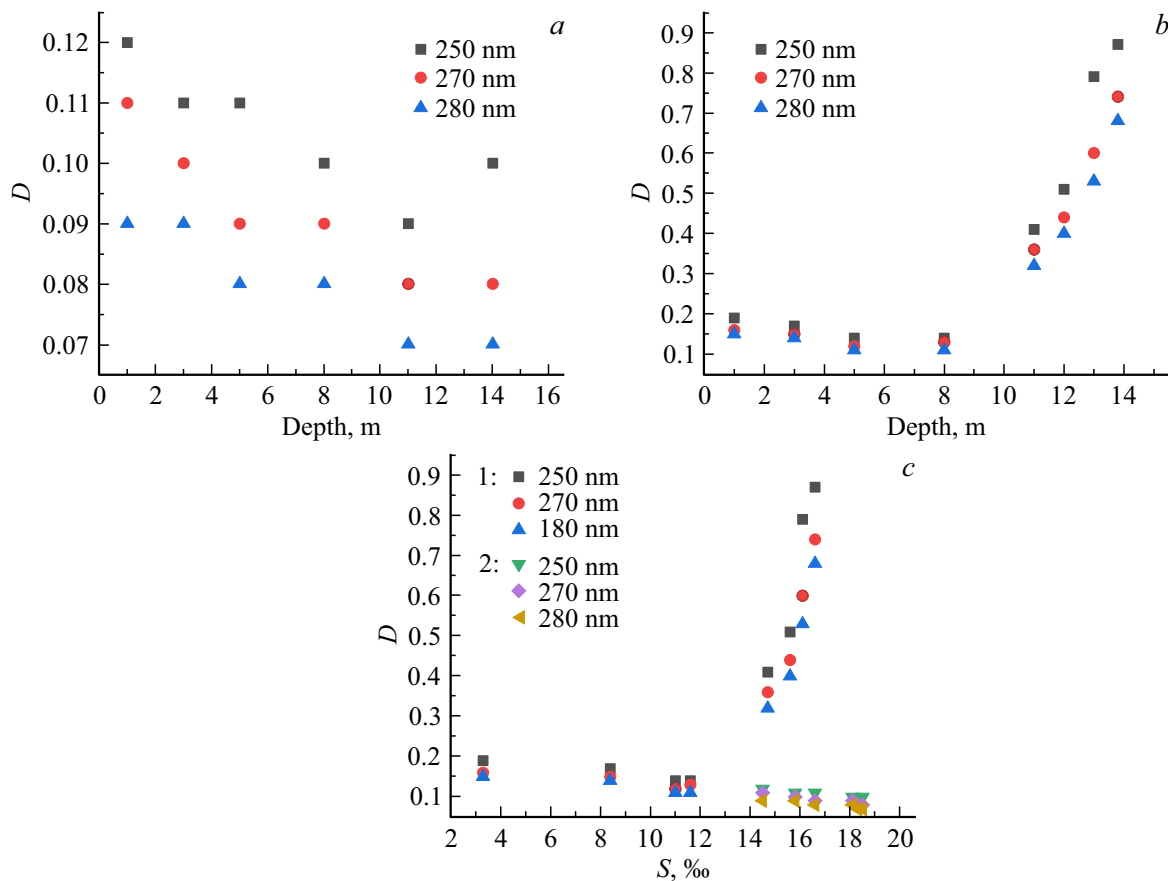 a
250 nm
270 nm
280 nm
0.12
0.11
0.10
0.09
0.08
0.07
D
0 2 4 6 8 10 12 14 16
Depth, m
b
250 nm
270 nm
280 nm
0.9
0.8
0.7
0.6
0.5
0.4
0.3
0.2
0.1
D
0 2 4 6 8 10 12 14
Depth, m
c
1: 250 nm
270 nm
180 nm
2: 250 nm
270 nm
280 nm
0.9
0.8
0.7
0.6
0.5
0.4
0.3
0.2
0.1
D
2 4 6 8 10 12 14 16 18 20
S, ‰